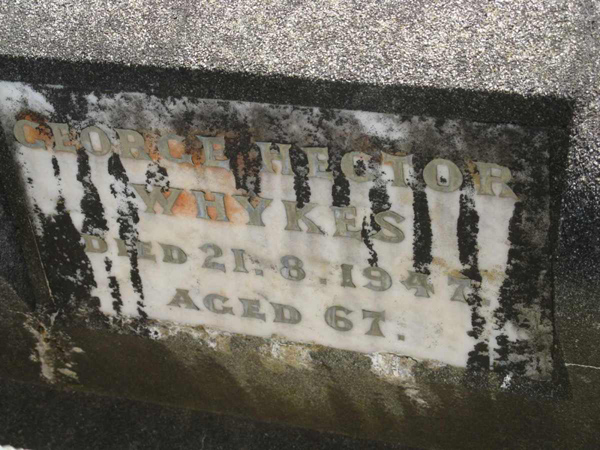 GEORGE HECTOR
WHYKES
DIED 21.8.1947.
AGED 67.